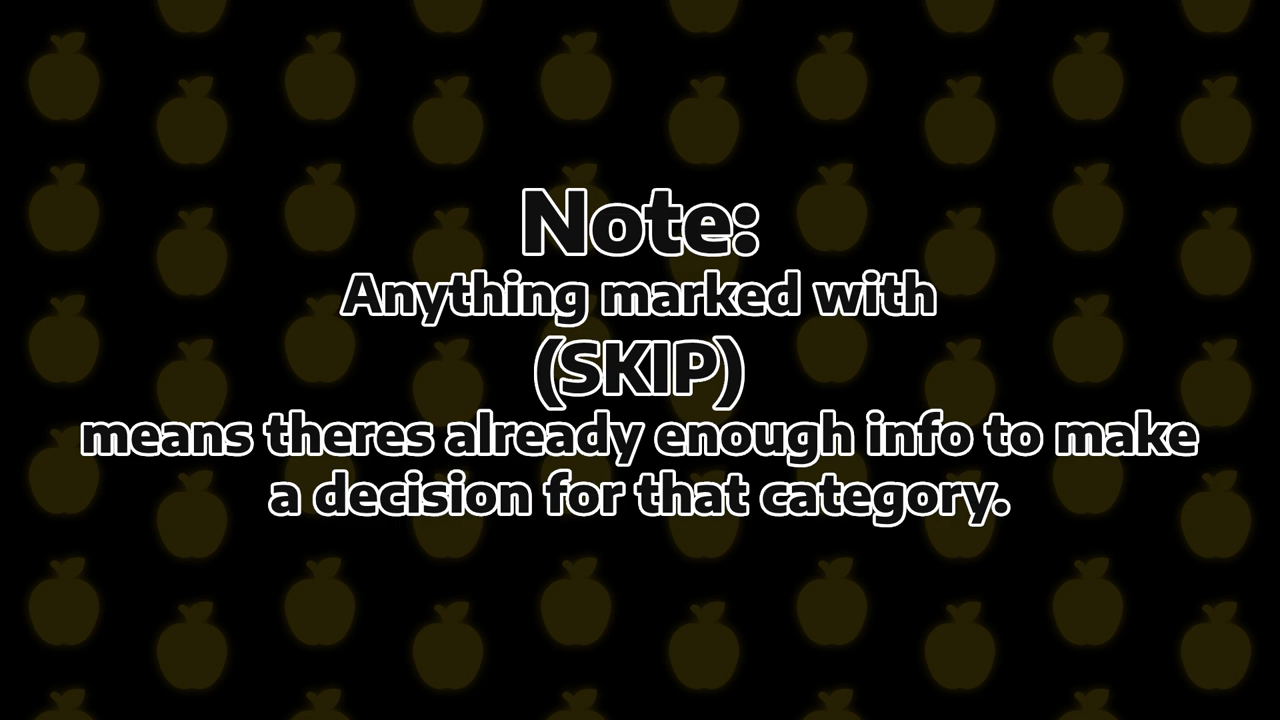 Note:
Anything marked with
(SKIP)
means theres already enough info to make
a decision for that category.